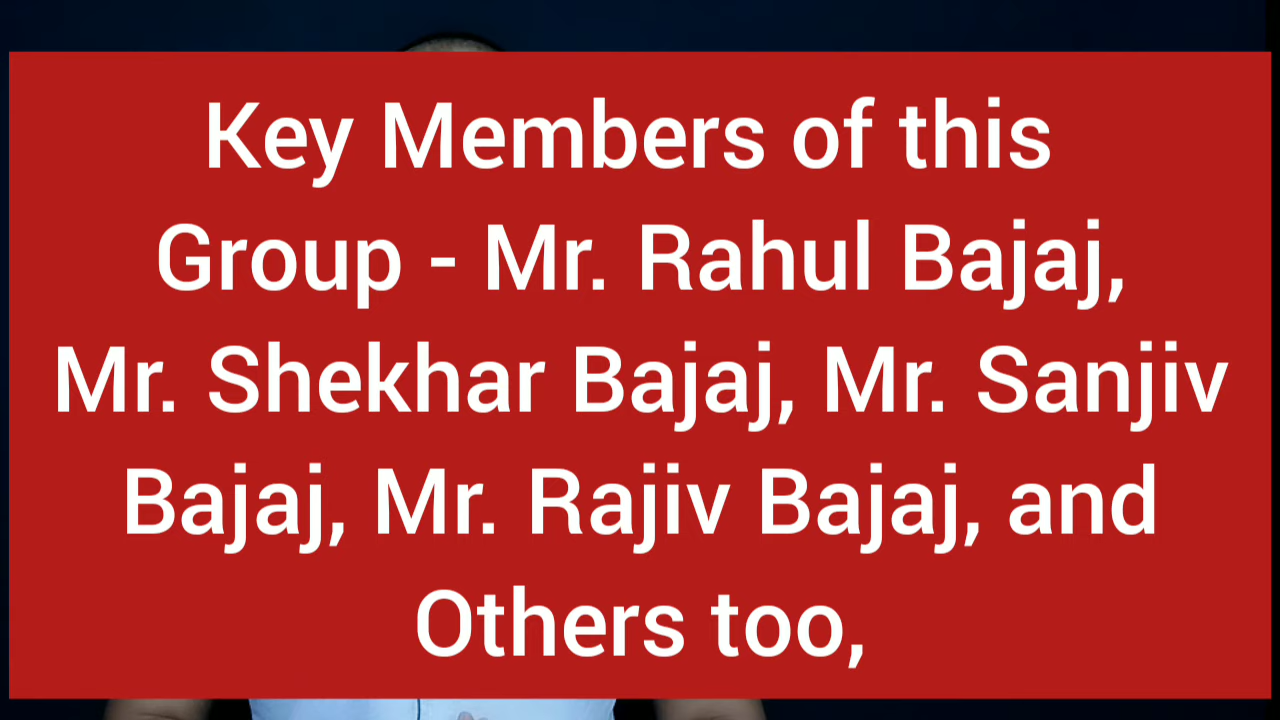 Key Members of this
Group - Mr. Rahul Bajaj,
Mr. Shekhar Bajaj, Mr. Sanjiv
Bajaj, Mr. Rajiv Bajaj, and
Others too,